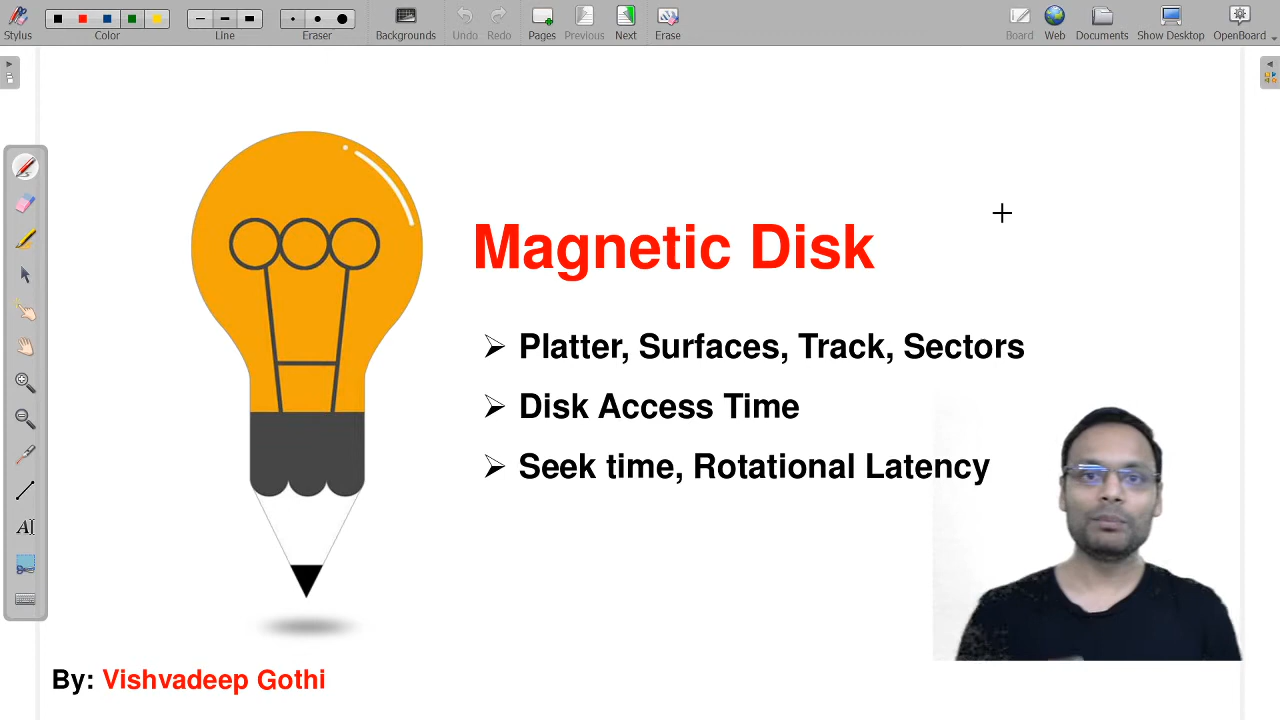 Stylus
Color
Line
Eraser
Backgrounds
Undo
Redo
Pages
Previous
Next
Erase
Board
Web
Documents
Show Desktop
OpenBoard
Magnetic Disk
Platter, Surfaces, Track, Sectors
Disk Access Time
Seek time, Rotational Latency
AI
By: Vishvadeep Gothi